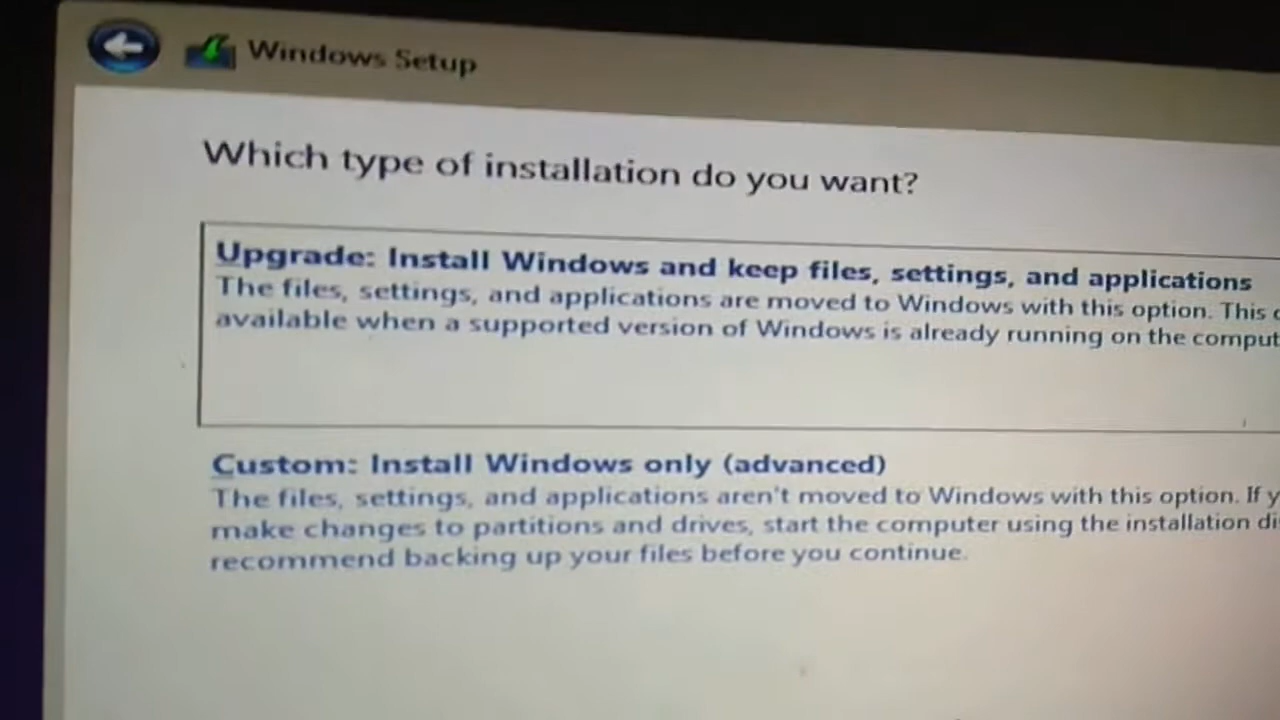 Windows Setup
Which type of installation do you want?
Upgrade: Install Windows and keep files, settings, and applications
The files, settings, and applications are moved to Windows with this option. This
available when a supported version of Windows is already running on the
Custom: Install Windows only (advanced)
The files, settings, and applications aren't moved to Windows with this option. If
make changes to partitions and drives, start the computer using the installation
recommend backing up your files before you continue.